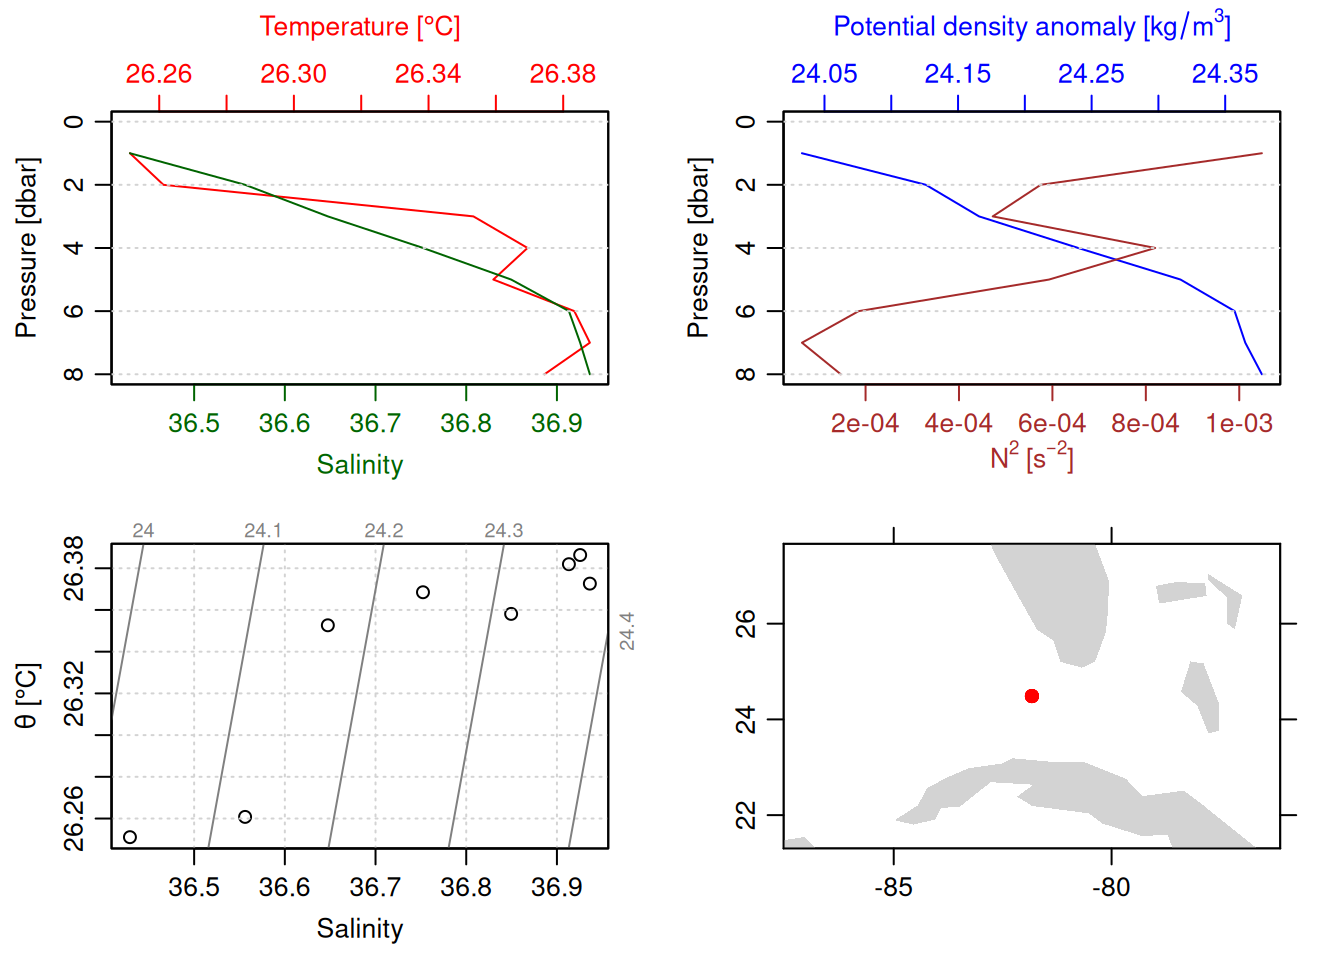 Temperature [°C]
26.26 26.30 26.34 26.38
Pressure [dbar]
0 2 4 6 8
36.5 36.6 36.7 36.8 36.9
Salinity
Potential density anomaly [kg/m³]
24.05 24.15 24.25 24.35
Pressure [dbar]
0 2 4 6 8
2e-04 4e-04 6e-04 8e-04 1e-03
N² [s⁻²]
24 24.1 24.2 24.3
24.4
θ [°C]
26.38 26.32 26.26
36.5 36.6 36.7 36.8 36.9
Salinity
26 24 22
-85 -80